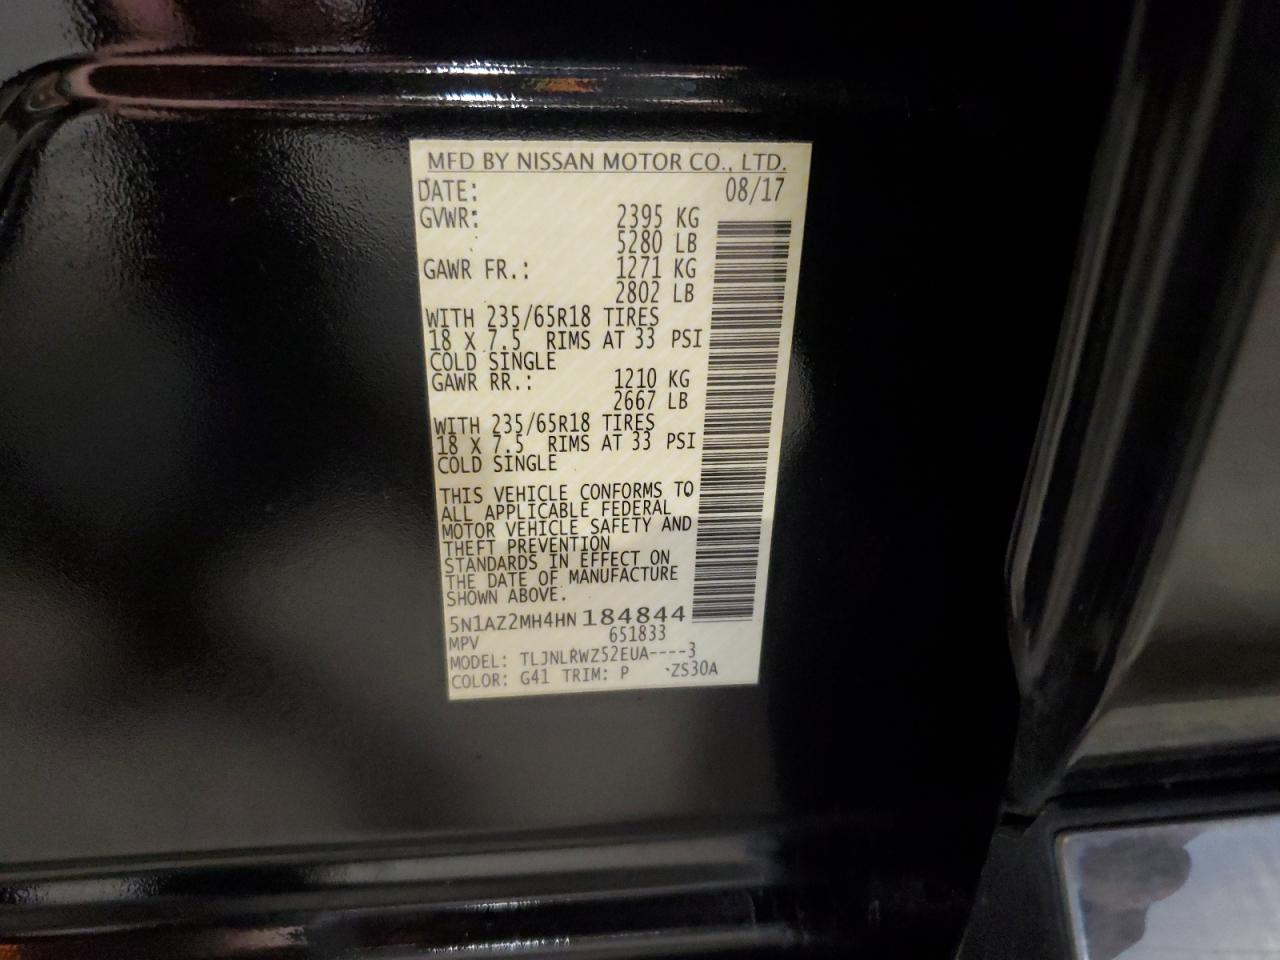 MFD BY NISSAN MOTOR CO., LTD.
DATE: 08/17
GVWR: 2395 KG
5280 LB
GAWR FR.: 1271 KG
2802 LB
WITH 235/65R18 TIRES
18 X 7.5 RIMS AT 33 PSI
COLD SINGLE
GAWR RR.: 1210 KG
2667 LB
WITH 235/65R18 TIRES
18 X 7.5 RIMS AT 33 PSI
COLD SINGLE
THIS VEHICLE CONFORMS TO
ALL APPLICABLE FEDERAL
MOTOR VEHICLE SAFETY AND
THEFT PREVENTION
STANDARDS IN EFFECT ON
THE DATE OF MANUFACTURE
SHOWN ABOVE.
5N1AZ2MH4HN 184844
MPV 651833
MODEL: TLJNLRWZ52EUA----3
COLOR: G41 TRIM: P -ZS30A